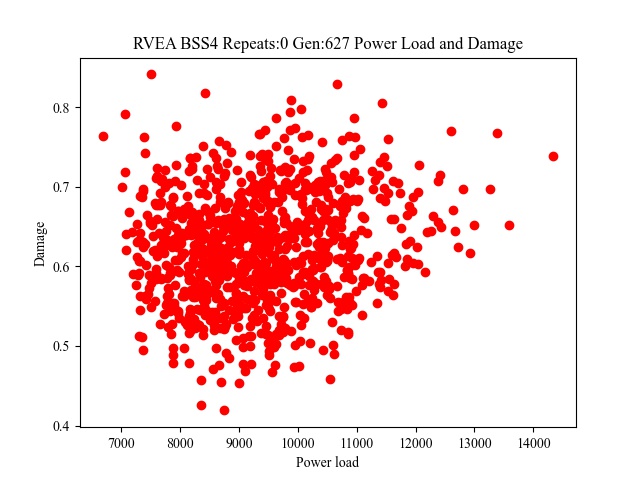 RVEA BSS4 Repeats:0 Gen:627 Power Load and Damage
0.8
0.7
0.6
0.5
0.4
Damage
7000 8000 9000 10000 11000 12000 13000 14000
Power load